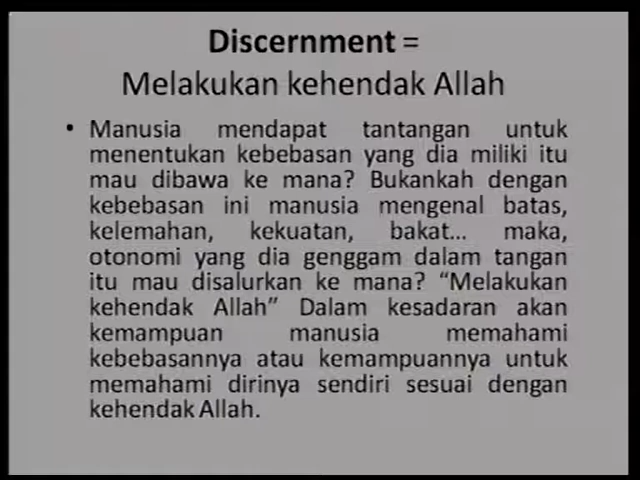 Discernment =
Melakukan kehendak Allah
• Manusia mendapat tantangan untuk
menentukan kebebasan yang dia miliki itu
mau dibawa ke mana? Bukankah dengan
kebebasan ini manusia mengenal batas,
kelemahan, kekuatan, bakat... maka,
otonomi yang dia genggam dalam tangan
itu mau disalurkan ke mana? “Melakukan
kehendak Allah” Dalam kesadaran akan
kemampuan manusia memahami
kebebasannya atau kemampuannya untuk
memahami dirinya sendiri sesuai dengan
kehendak Allah.